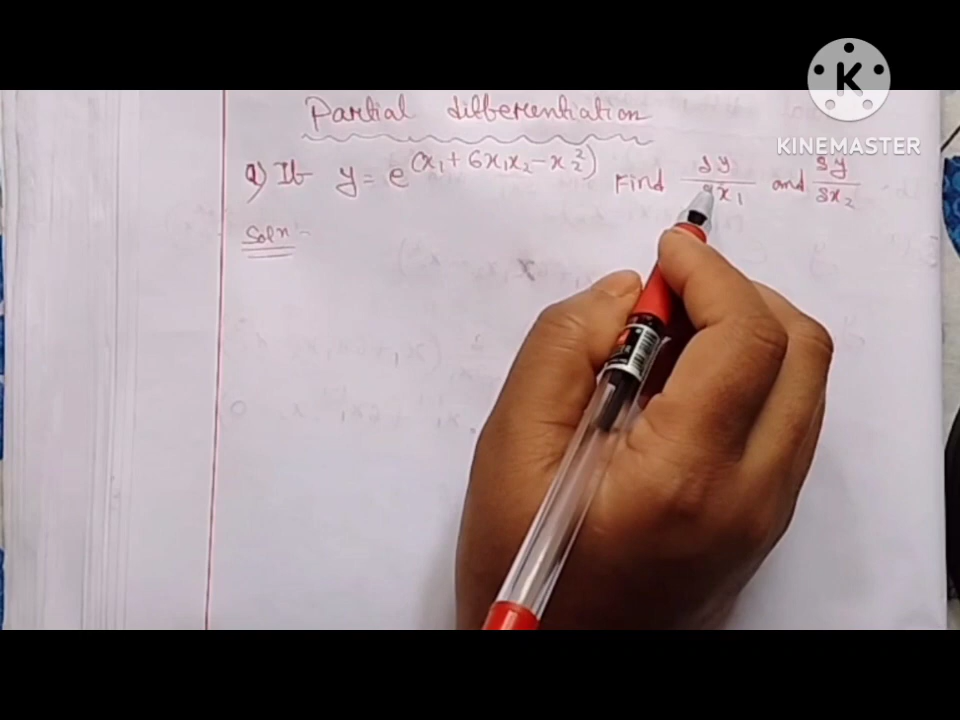 K
KINEMASTER
Partial differentiation
Q) If y = e^(x₁ + 6x₁x₂ - x₂²) Find ∂y/∂x₁ and ∂y/∂x₂
Soln :-